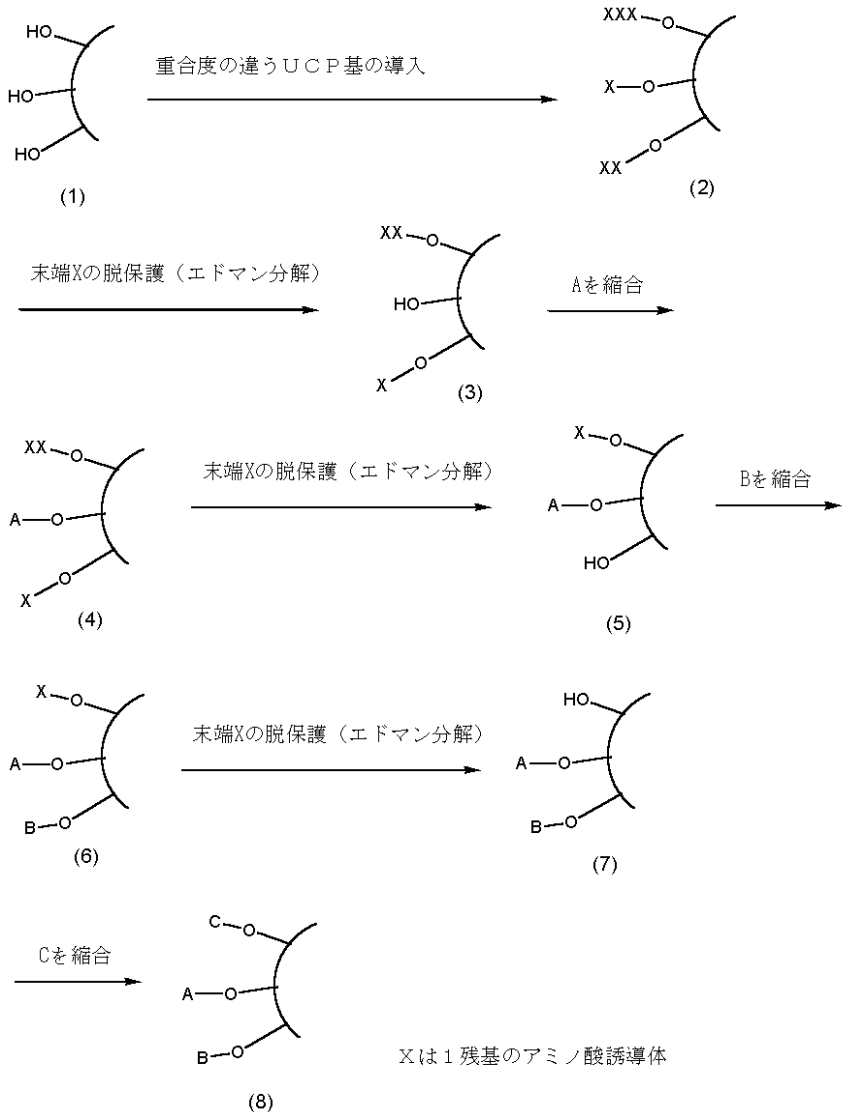 HO
HO
HO
(1)
重合度の違うＵＣＰ基の導入
XXX O
X O
O
XX
(2)
末端Xの脱保護（エドマン分解）
XX O
HO
O
X
(3)
Aを縮合
XX O
A O
O
X
(4)
末端Xの脱保護（エドマン分解）
X O
A O
HO
(5)
Bを縮合
X O
A O
B O
(6)
末端Xの脱保護（エドマン分解）
HO
A O
B O
(7)
Cを縮合
C O
A O
B O
(8)
Ｘは１残基のアミノ酸誘導体